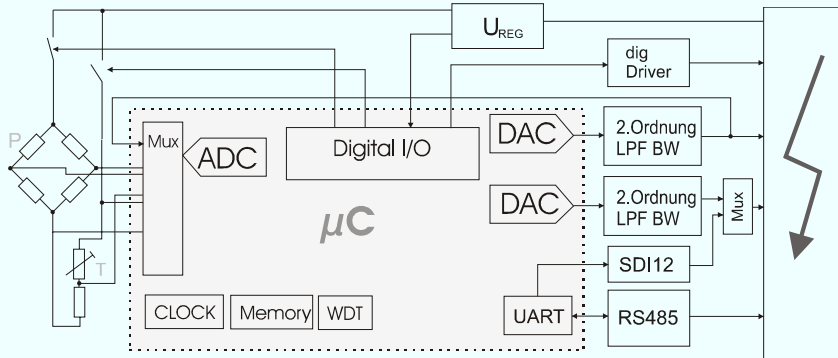 U REG
dig
Driver
P
Mux
ADC
Digital I/O
DAC
2.Ordnung
LPF BW
DAC
2.Ordnung
LPF BW
Mux
µC
T
SDI12
CLOCK
Memory
WDT
UART
RS485